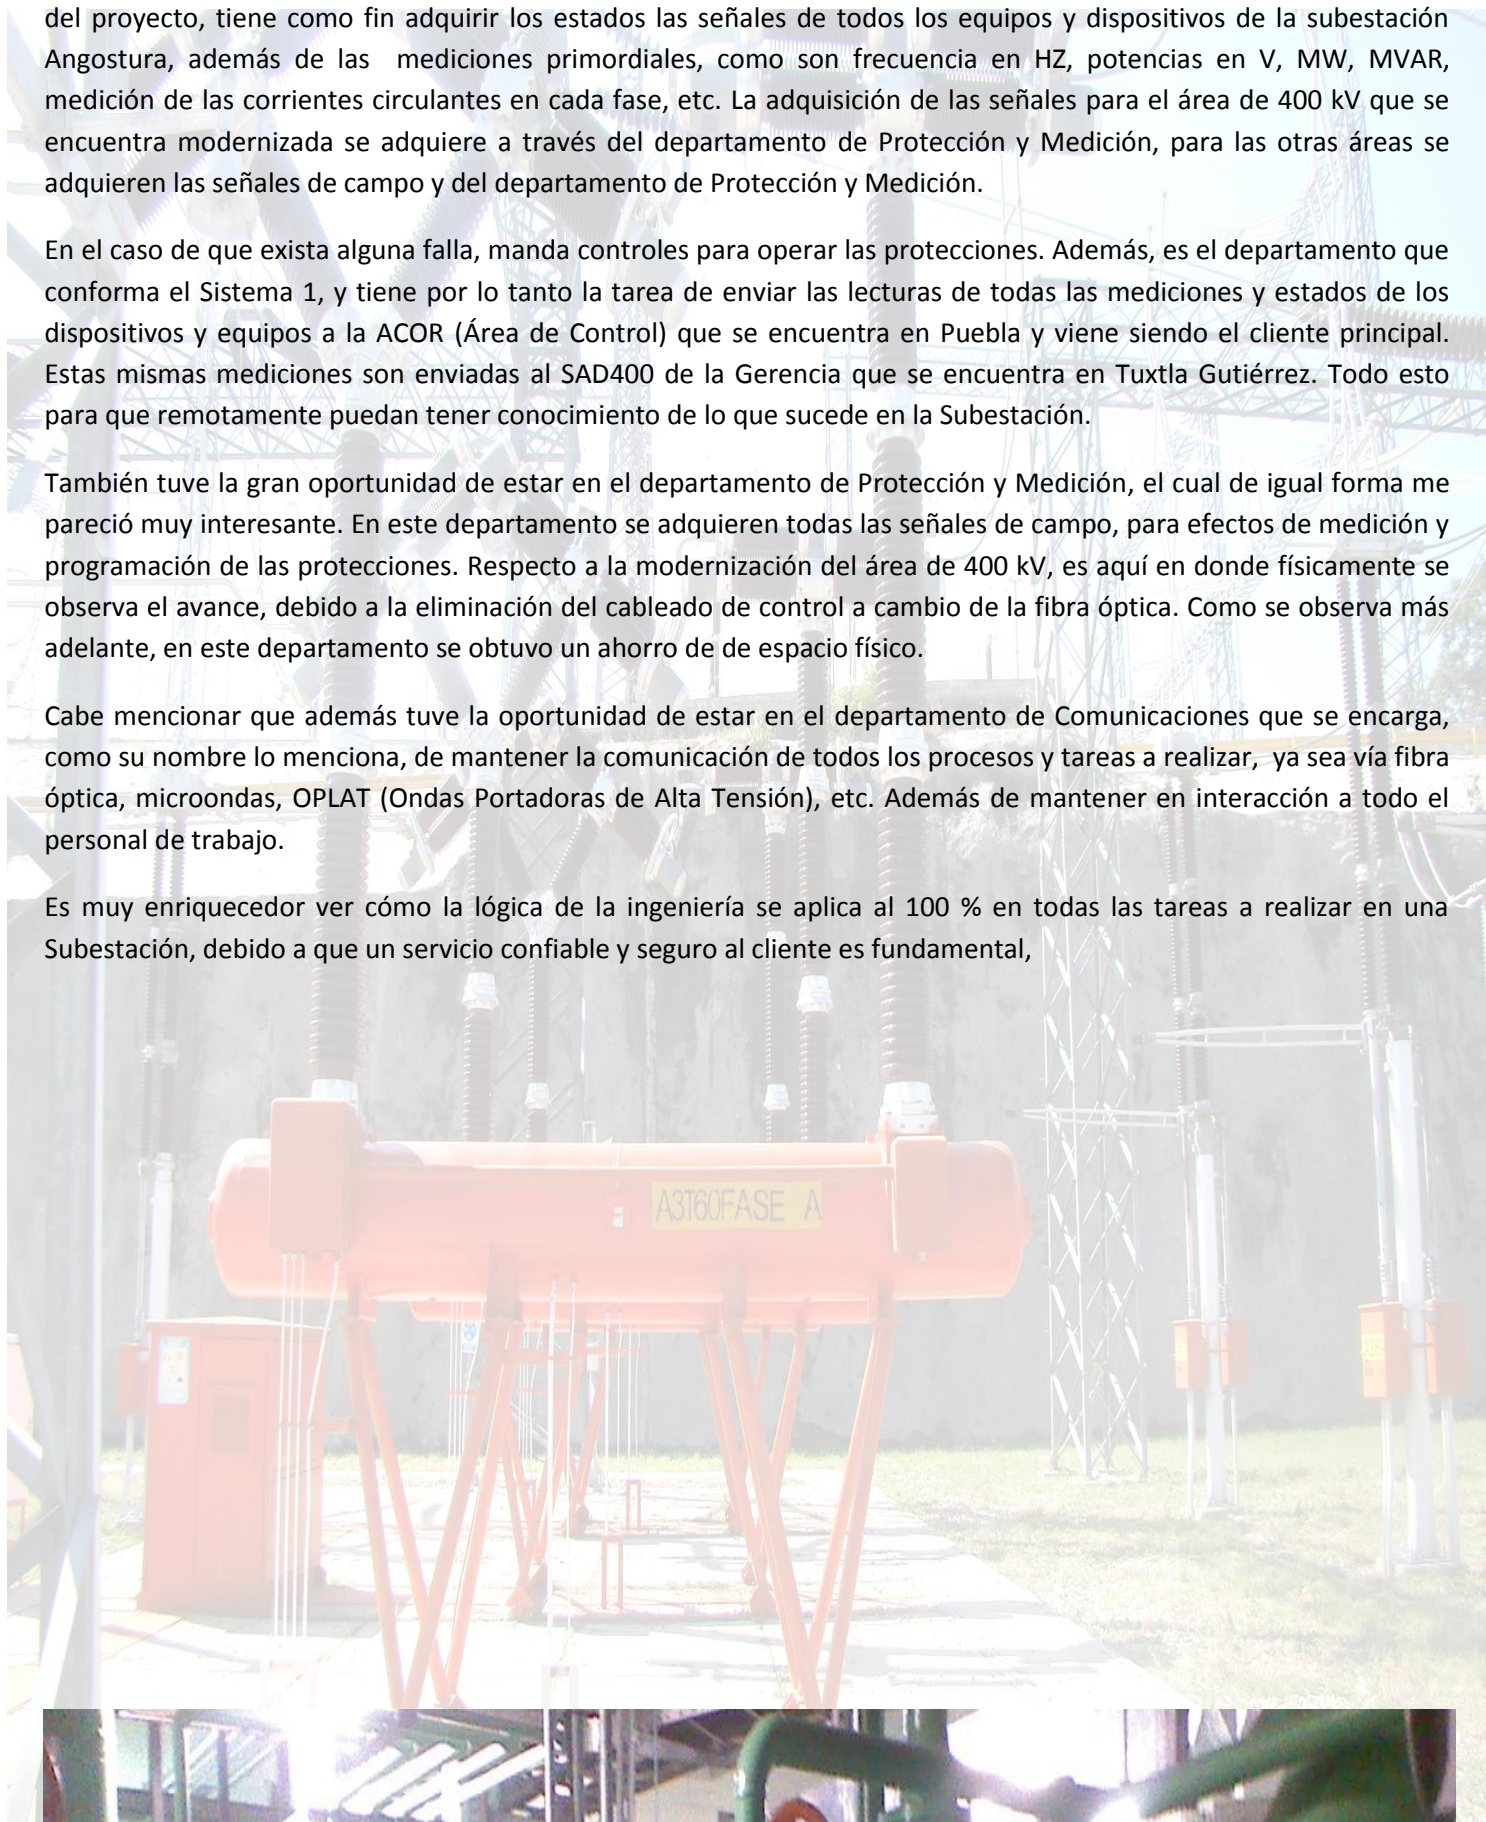 del proyecto, tiene como fin adquirir los estados las señales de todos los equipos y dispositivos de la subestación
Angostura, además de las mediciones primordiales, como son frecuencia en HZ, potencias en V, MW, MVAR,
medición de las corrientes circulantes en cada fase, etc. La adquisición de las señales para el área de 400 kV que se
encuentra modernizada se adquiere a través del departamento de Protección y Medición, para las otras áreas se
adquieren las señales de campo y del departamento de Protección y Medición.
En el caso de que exista alguna falla, manda controles para operar las protecciones. Además, es el departamento que
conforma el Sistema 1, y tiene por lo tanto la tarea de enviar las lecturas de todas las mediciones y estados de los
dispositivos y equipos a la ACOR (Área de Control) que se encuentra en Puebla y viene siendo el cliente principal.
Estas mismas mediciones son enviadas al SAD400 de la Gerencia que se encuentra en Tuxtla Gutiérrez. Todo esto
para que remotamente puedan tener conocimiento de lo que sucede en la Subestación.
También tuve la gran oportunidad de estar en el departamento de Protección y Medición, el cual de igual forma me
pareció muy interesante. En este departamento se adquieren todas las señales de campo, para efectos de medición y
programación de las protecciones. Respecto a la modernización del área de 400 kV, es aquí en donde físicamente se
observa el avance, debido a la eliminación del cableado de control a cambio de la fibra óptica. Como se observa más
adelante, en este departamento se obtuvo un ahorro de de espacio físico.
Cabe mencionar que además tuve la oportunidad de estar en el departamento de Comunicaciones que se encarga,
como su nombre lo menciona, de mantener la comunicación de todos los procesos y tareas a realizar, ya sea vía fibra
óptica, microondas, OPLAT (Ondas Portadoras de Alta Tensión), etc. Además de mantener en interacción a todo el
personal de trabajo.
Es muy enriquecedor ver cómo la lógica de la ingeniería se aplica al 100 % en todas las tareas a realizar en una
Subestación, debido a que un servicio confiable y seguro al cliente es fundamental,
A3T60FASE A